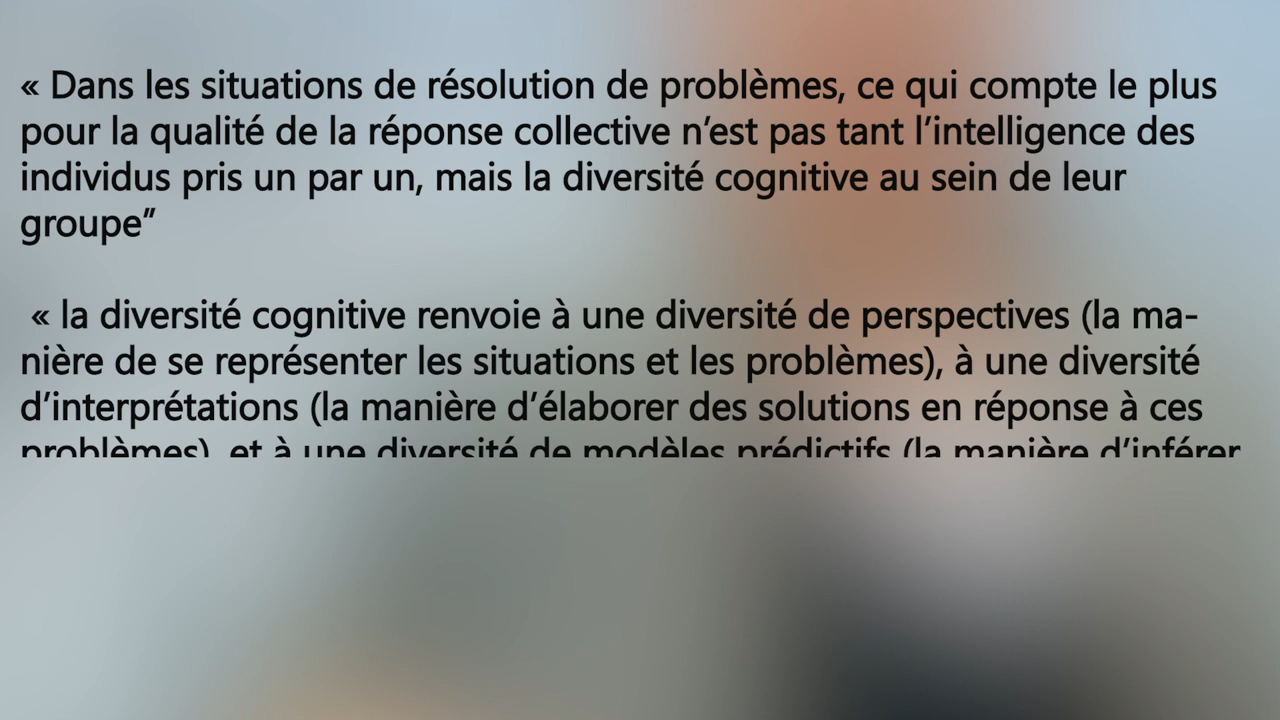 « Dans les situations de résolution de problèmes, ce qui compte le plus
pour la qualité de la réponse collective n’est pas tant l’intelligence des
individus pris un par un, mais la diversité cognitive au sein de leur
groupe”
« la diversité cognitive renvoie à une diversité de perspectives (la ma-
nière de se représenter les situations et les problèmes), à une diversité
d’interprétations (la manière d’élaborer des solutions en réponse à ces
problèmes), et à une diversité de modèles prédictifs (la manière d’inférer